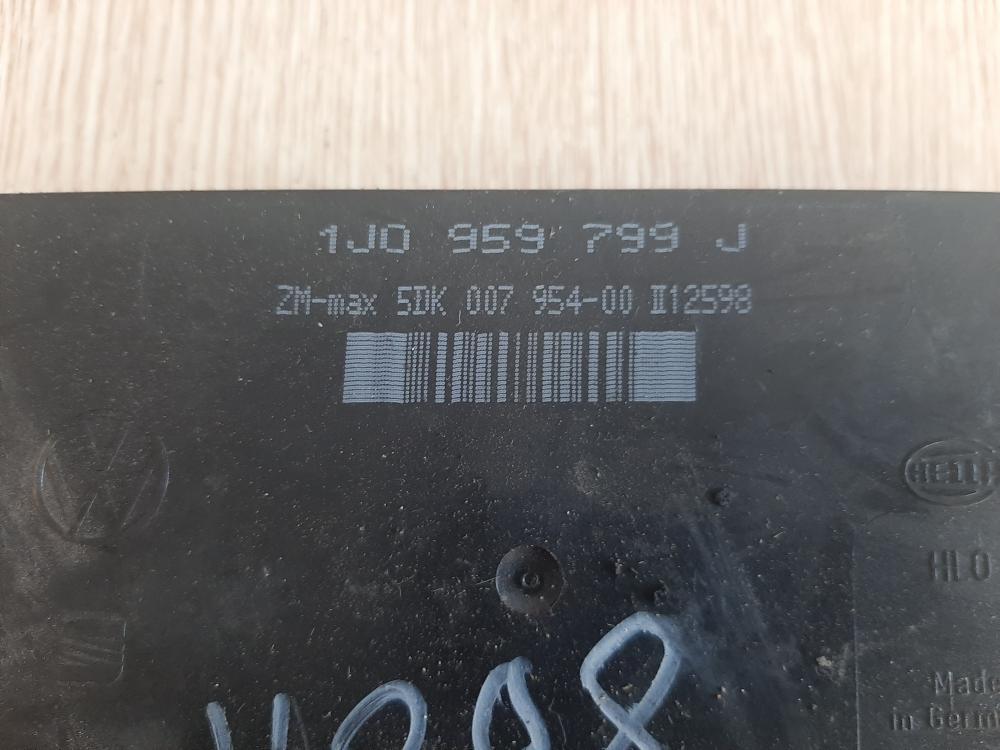 1J0 959 799 J
ZM-max 5DK 007 954-00 II12598
HELLA
HLO
Made
in Germ